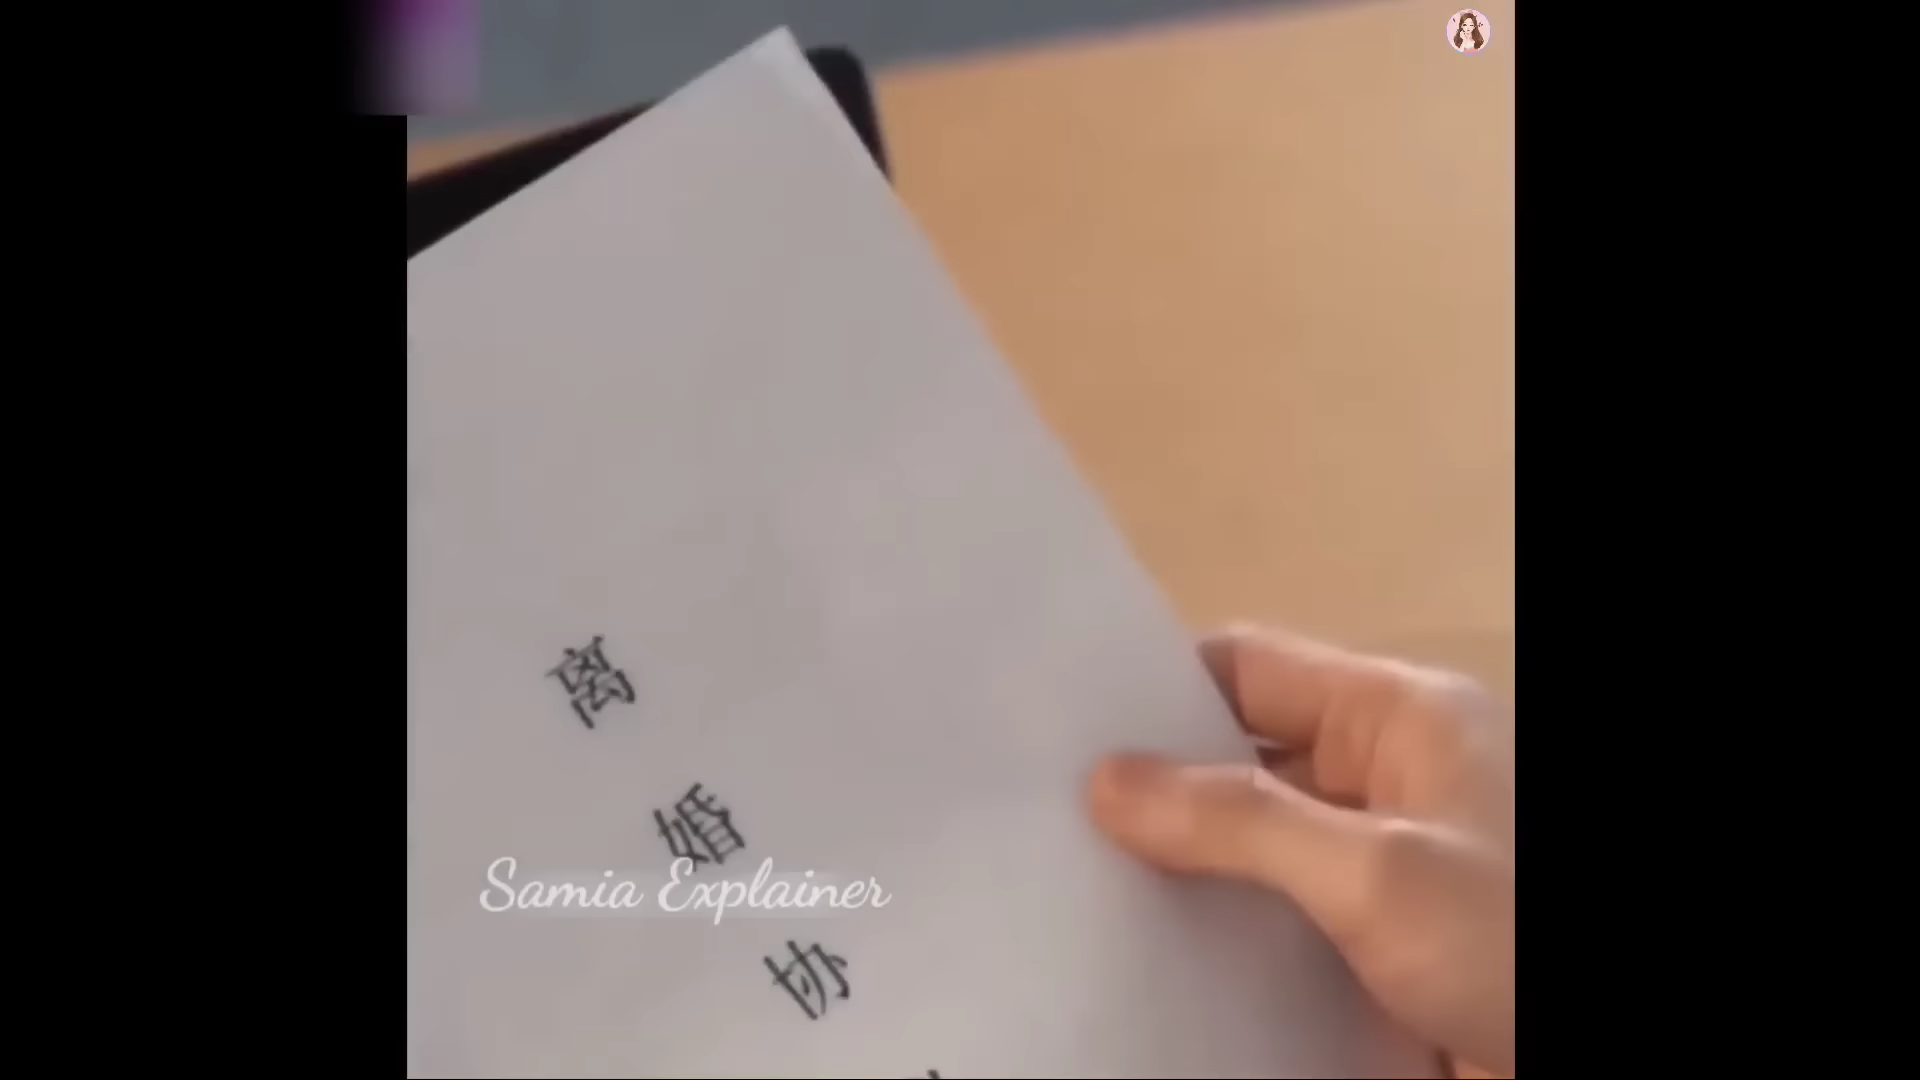 离婚协
Samia Explainer